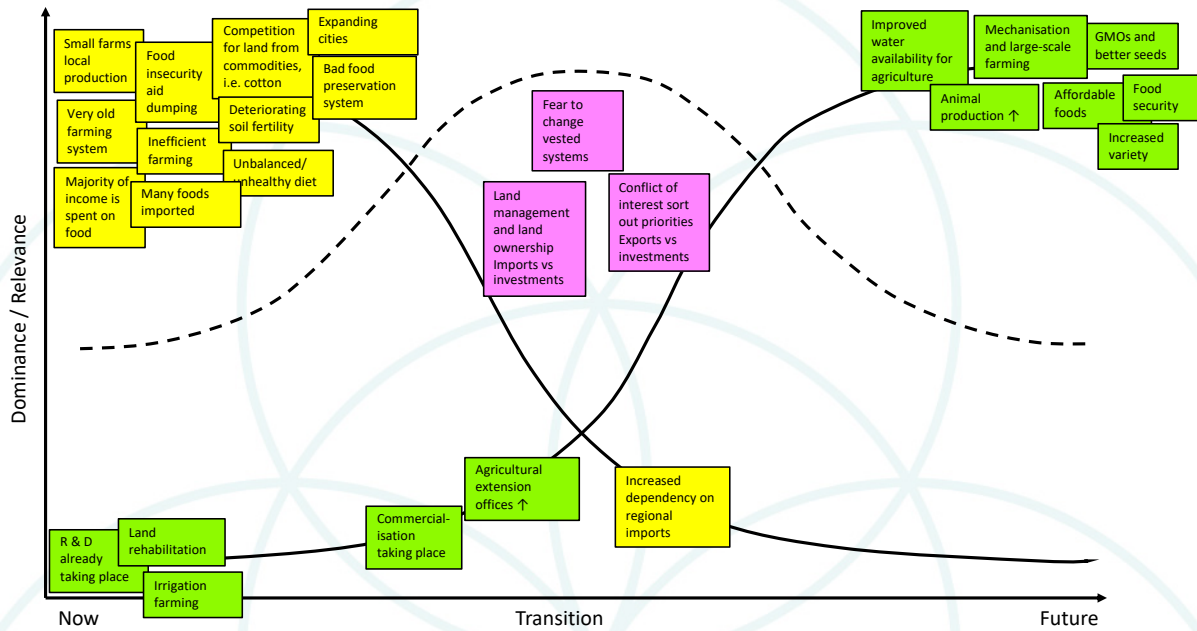 Small farms
local
production
Food
insecurity
aid
dumping
Competition
for land from
commodities,
i.e. cotton
Expanding
cities
Bad food
preservation
system
Very old
farming
system
Inefficient
farming
Deteriorating
soil fertility
Unbalanced/
unhealthy diet
Majority of
income is
spent on
food
Many foods
imported
Fear to
change
vested
systems
Land
management
and land
ownership
Imports vs
investments
Conflict of
interest sort
out priorities
Exports vs
investments
Improved
water
availability for
agriculture
Mechanisation
and large-scale
farming
GMOs and
better seeds
Animal
production ↑
Affordable
foods
Food
security
Increased
variety
Dominance / Relevance
R & D
already
taking place
Land
rehabilitation
Irrigation
farming
Commercial-
isation
taking place
Agricultural
extension
offices ↑
Increased
dependency on
regional
imports
Now
Transition
Future